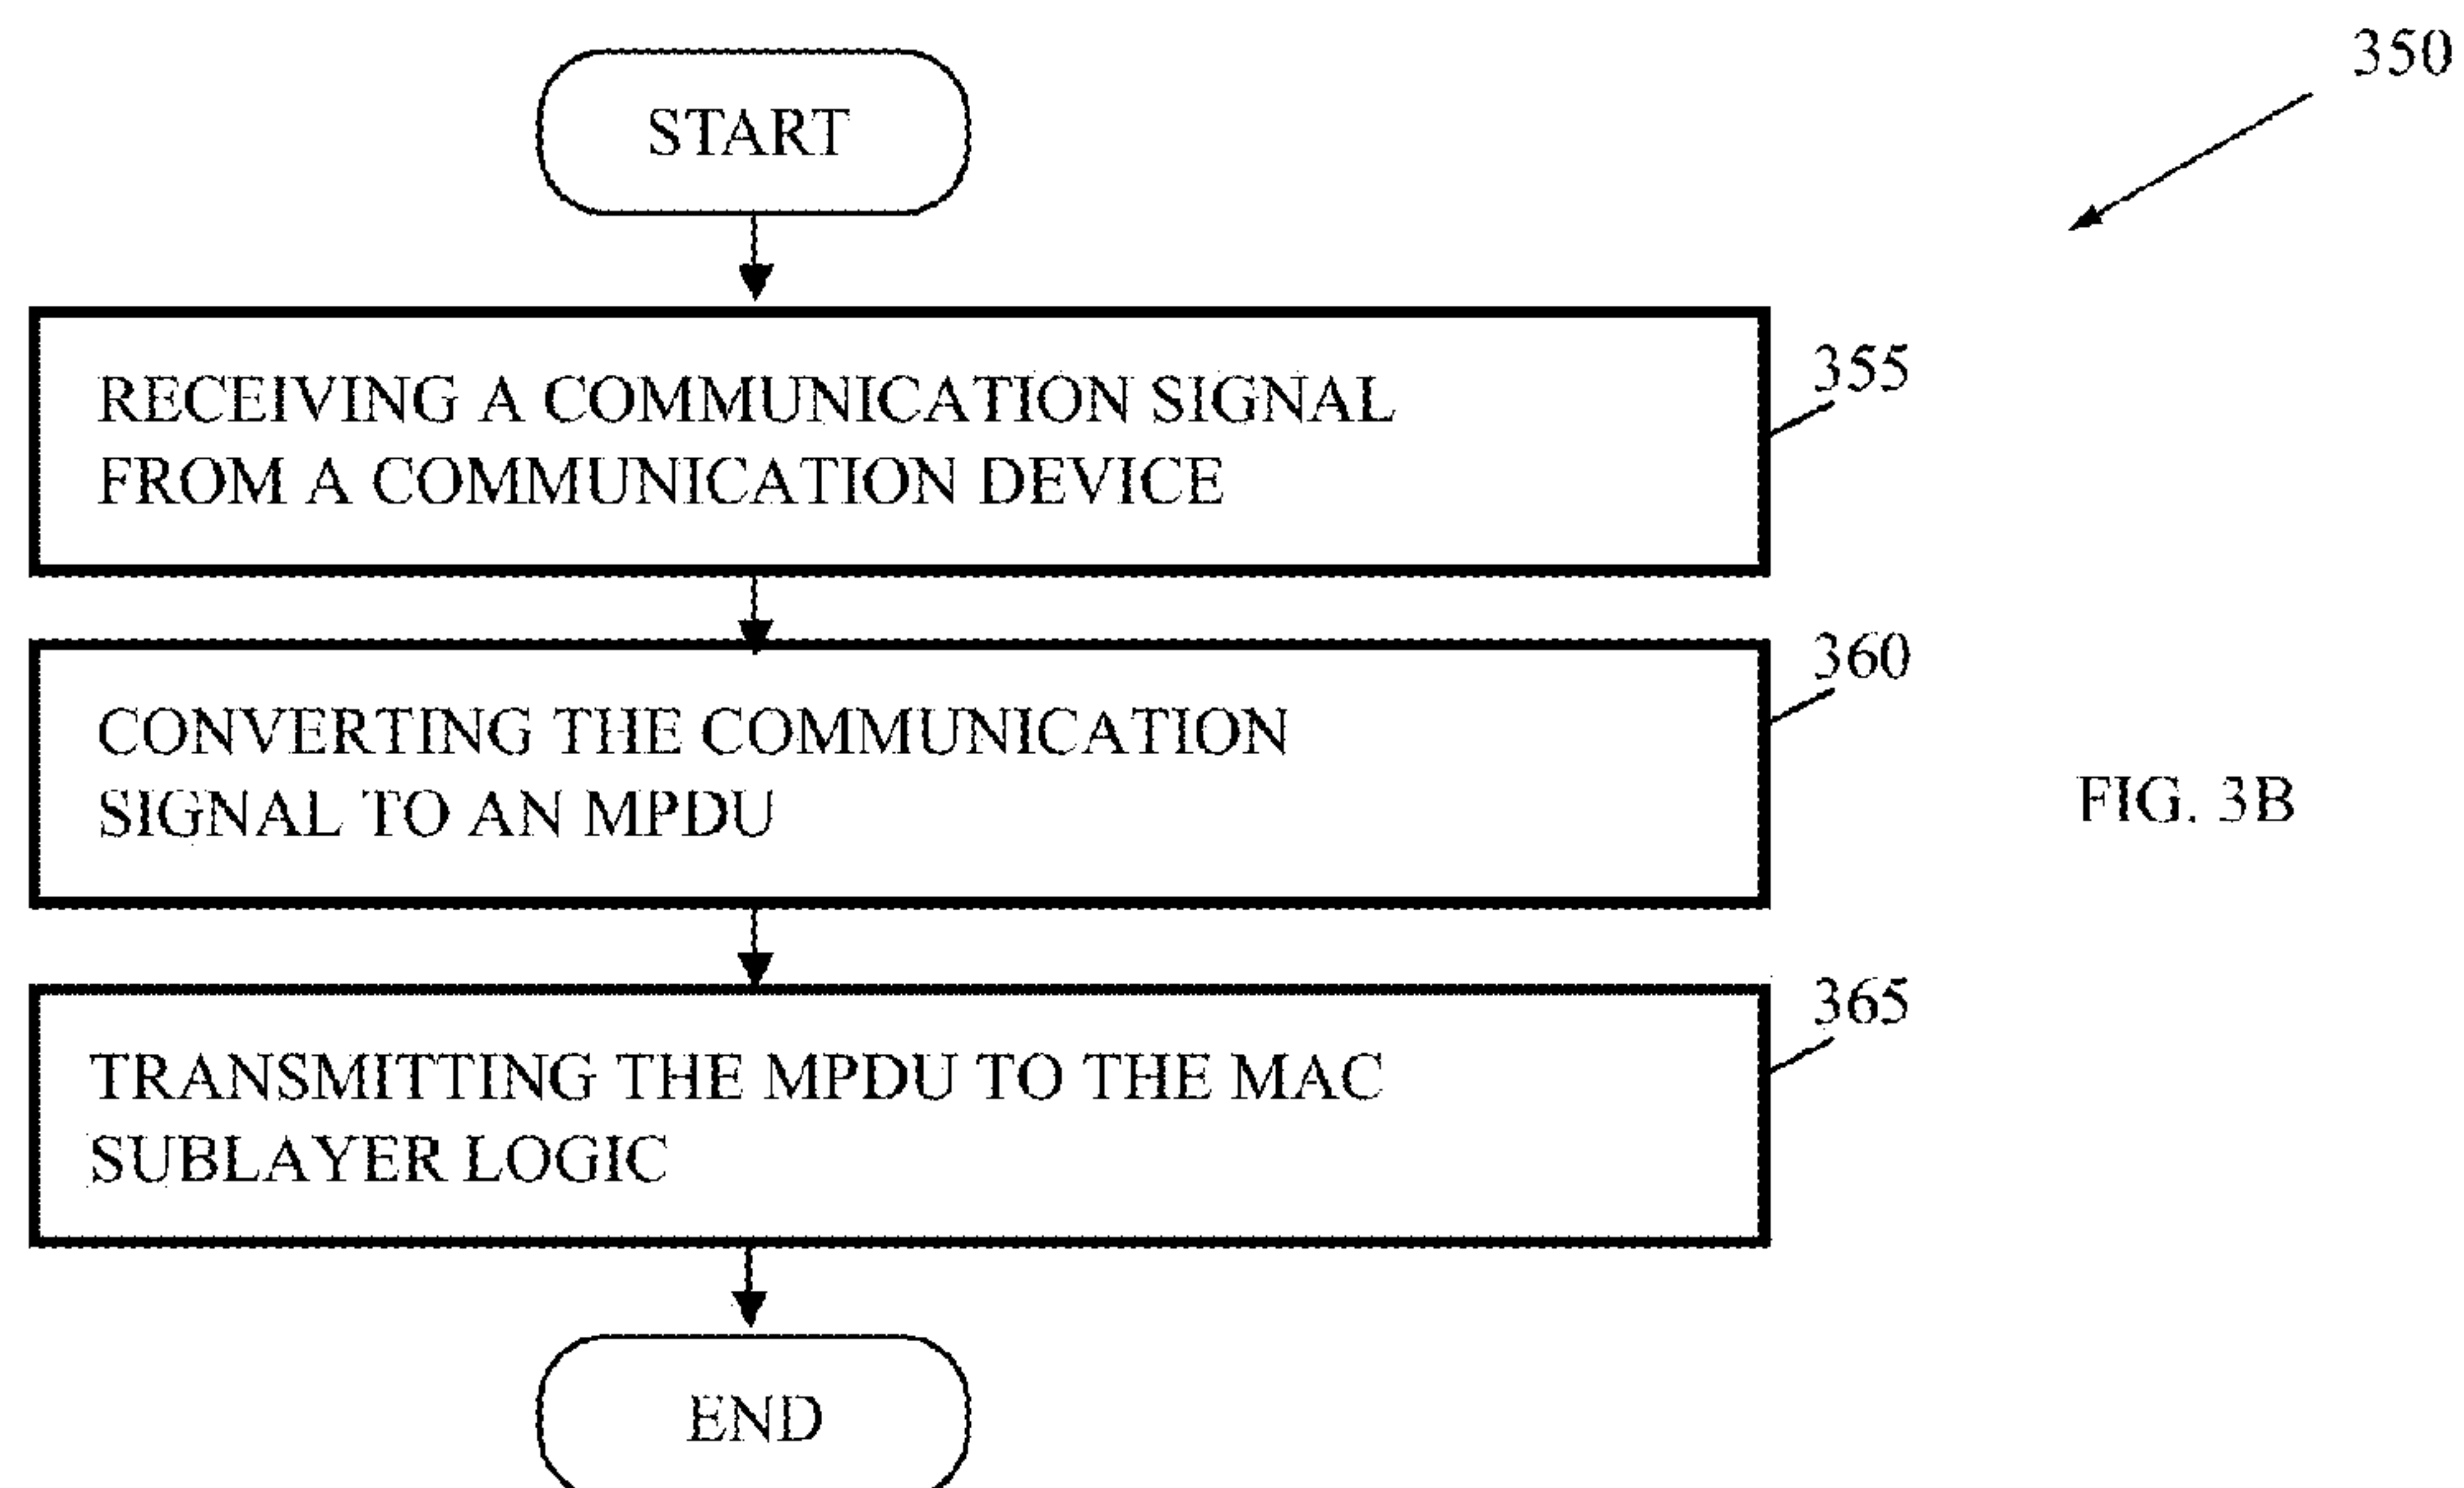 350
START
RECEIVING A COMMUNICATION SIGNAL
FROM A COMMUNICATION DEVICE
355
CONVERTING THE COMMUNICATION
SIGNAL TO AN MPDU
360
FIG. 3B
TRANSMITTING THE MPDU TO THE MAC
SUBLAYER LOGIC
365
END